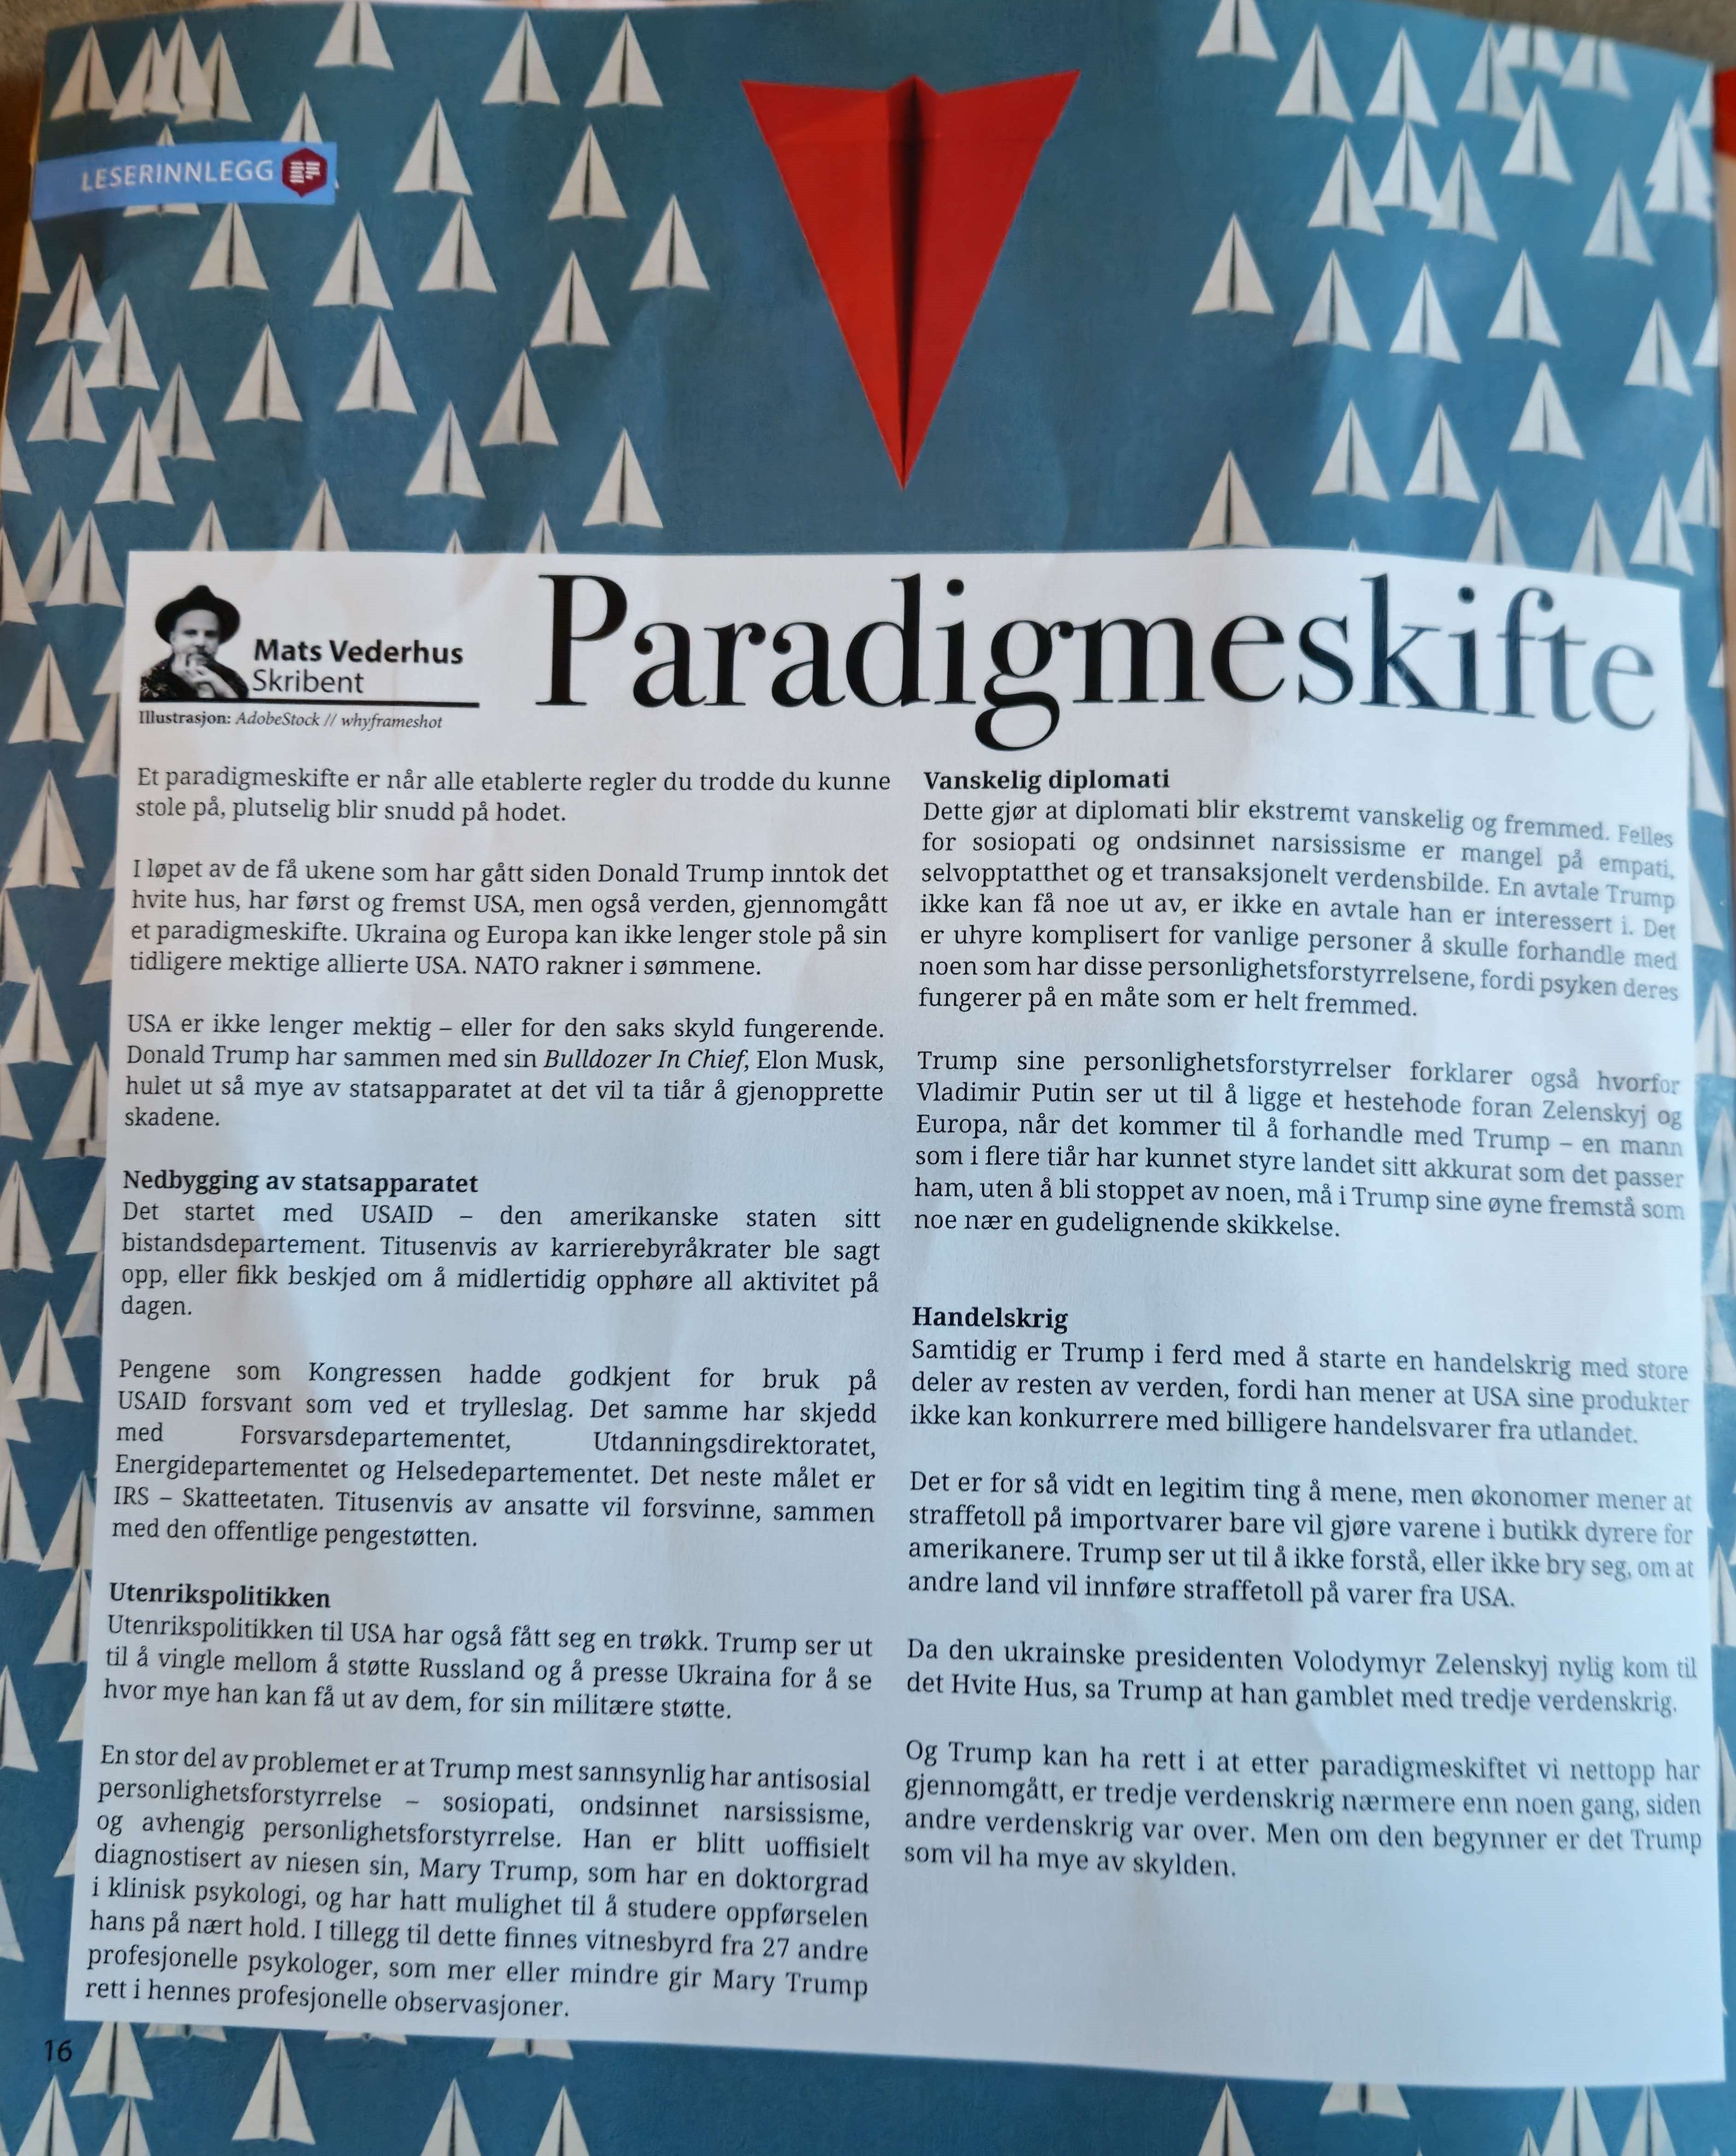 LESERINNLEGG
Mats Vederhus
Skribent
Illustrasjon: AdobeStock // whyframeshot
Paradigmeskifte
Et paradigmeskifte er når alle etablerte regler du trodde du kunne
stole på, plutselig blir snudd på hodet.
I løpet av de få ukene som har gått siden Donald Trump inntok det
hvite hus, har først og fremst USA, men også verden, gjennomgått
et paradigmeskifte. Ukraina og Europa kan ikke lenger stole på sin
tidligere mektige allierte USA. NATO rakner i sømmene.
USA er ikke lenger mektig – eller for den saks skyld fungerende.
Donald Trump har sammen med sin Bulldozer In Chief, Elon Musk,
hulet ut så mye av statsapparatet at det vil ta tiår å gjenopprette
skadene.
Nedbygging av statsapparatet
Det startet med USAID – den amerikanske staten sitt
bistandsdepartement. Titusenvis av karrierebyråkrater ble sagt
opp, eller fikk beskjed om å midlertidig opphøre all aktivitet på
dagen.
Pengene som Kongressen hadde godkjent for bruk på
USAID forsvant som ved et trylleslag. Det samme har skjedd
med Forsvarsdepartementet, Utdanningsdirektoratet,
Energidepartementet og Helsedepartementet. Det neste målet er
IRS – Skatteetaten. Titusenvis av ansatte vil forsvinne, sammen
med den offentlige pengestøtten.
Utenrikspolitikken
Utenrikspolitikken til USA har også fått seg en trøkk. Trump ser ut
til å vingle mellom å støtte Russland og å presse Ukraina for å se
hvor mye han kan få ut av dem, for sin militære støtte.
En stor del av problemet er at Trump mest sannsynlig har antisosial
personlighetsforstyrrelse – sosiopati, ondsinnet narsissisme,
og avhengig personlighetsforstyrrelse. Han er blitt uoffisielt
diagnostisert av niesen sin, Mary Trump, som har en doktorgrad
i klinisk psykologi, og har hatt mulighet til å studere oppførselen
hans på nært hold. I tillegg til dette finnes vitnesbyrd fra 27 andre
profesjonelle psykologer, som mer eller mindre gir Mary Trump
rett i hennes profesjonelle observasjoner.
Vanskelig diplomati
Dette gjør at diplomati blir ekstremt vanskelig og fremmed. Felles
for sosiopati og ondsinnet narsissisme er mangel på empati,
selvopptatthet og et transaksjonelt verdensbilde. En avtale Trump
ikke kan få noe ut av, er ikke en avtale han er interessert i. Det
er uhyre komplisert for vanlige personer å skulle forhandle med
noen som har disse personlighetsforstyrrelsene, fordi psyken deres
fungerer på en måte som er helt fremmed.
Trump sine personlighetsforstyrrelser forklarer også hvorfor
Vladimir Putin ser ut til å ligge et hestehode foran Zelenskyj og
Europa, når det kommer til å forhandle med Trump – en mann
som i flere tiår har kunnet styre landet sitt akkurat som det passer
ham, uten å bli stoppet av noen, må i Trump sine øyne fremstå som
noe nær en gudelignende skikkelse.
Handelskrig
Samtidig er Trump i ferd med å starte en handelskrig med store
deler av resten av verden, fordi han mener at USA sine produkter
ikke kan konkurrere med billigere handelsvarer fra utlandet.
Det er for så vidt en legitim ting å mene, men økonomer mener at
straffetoll på importvarer bare vil gjøre varene i butikk dyrere for
amerikanere. Trump ser ut til å ikke forstå, eller ikke bry seg, om at
andre land vil innføre straffetoll på varer fra USA.
Da den ukrainske presidenten Volodymyr Zelenskyj nylig kom til
det Hvite Hus, sa Trump at han gamblet med tredje verdenskrig.
Og Trump kan ha rett i at etter paradigmeskiftet vi nettopp har
gjennomgått, er tredje verdenskrig nærmere enn noen gang, siden
andre verdenskrig var over. Men om den begynner er det Trump
som vil ha mye av skylden.
16